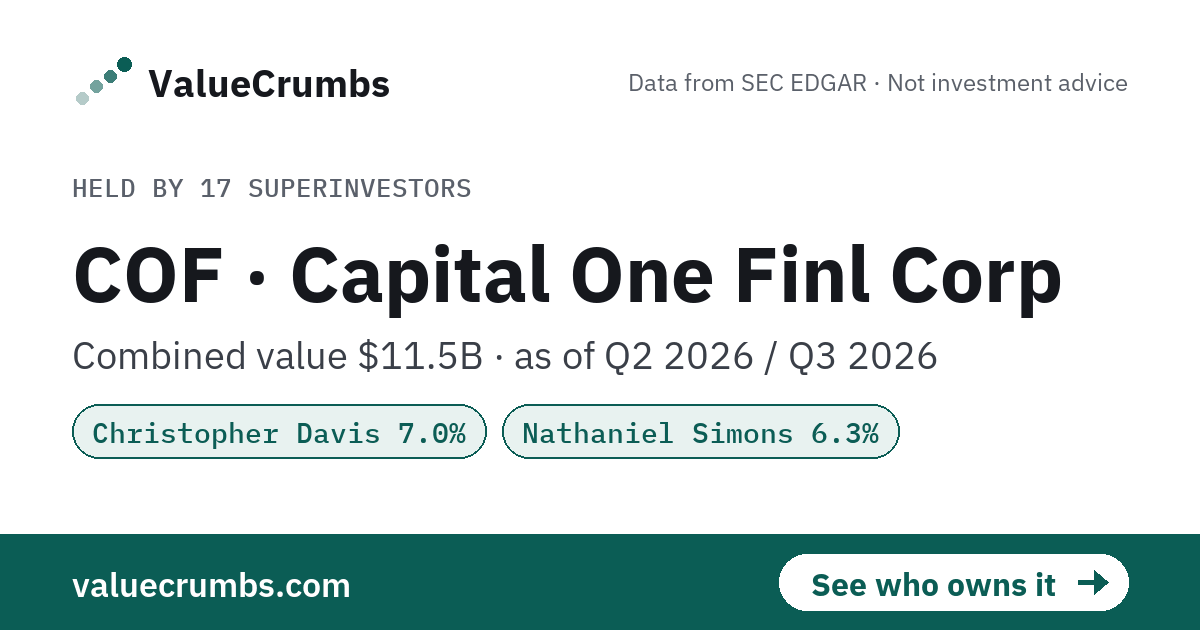 ValueCrumbs
Data from SEC EDGAR · Not investment advice
HELD BY 17 SUPERINVESTORS
COF · Capital One Finl Corp
Combined value $11.5B · as of Q2 2026 / Q3 2026
Christopher Davis 7.0%
Nathaniel Simons 6.3%
valuecrumbs.com
See who owns it →